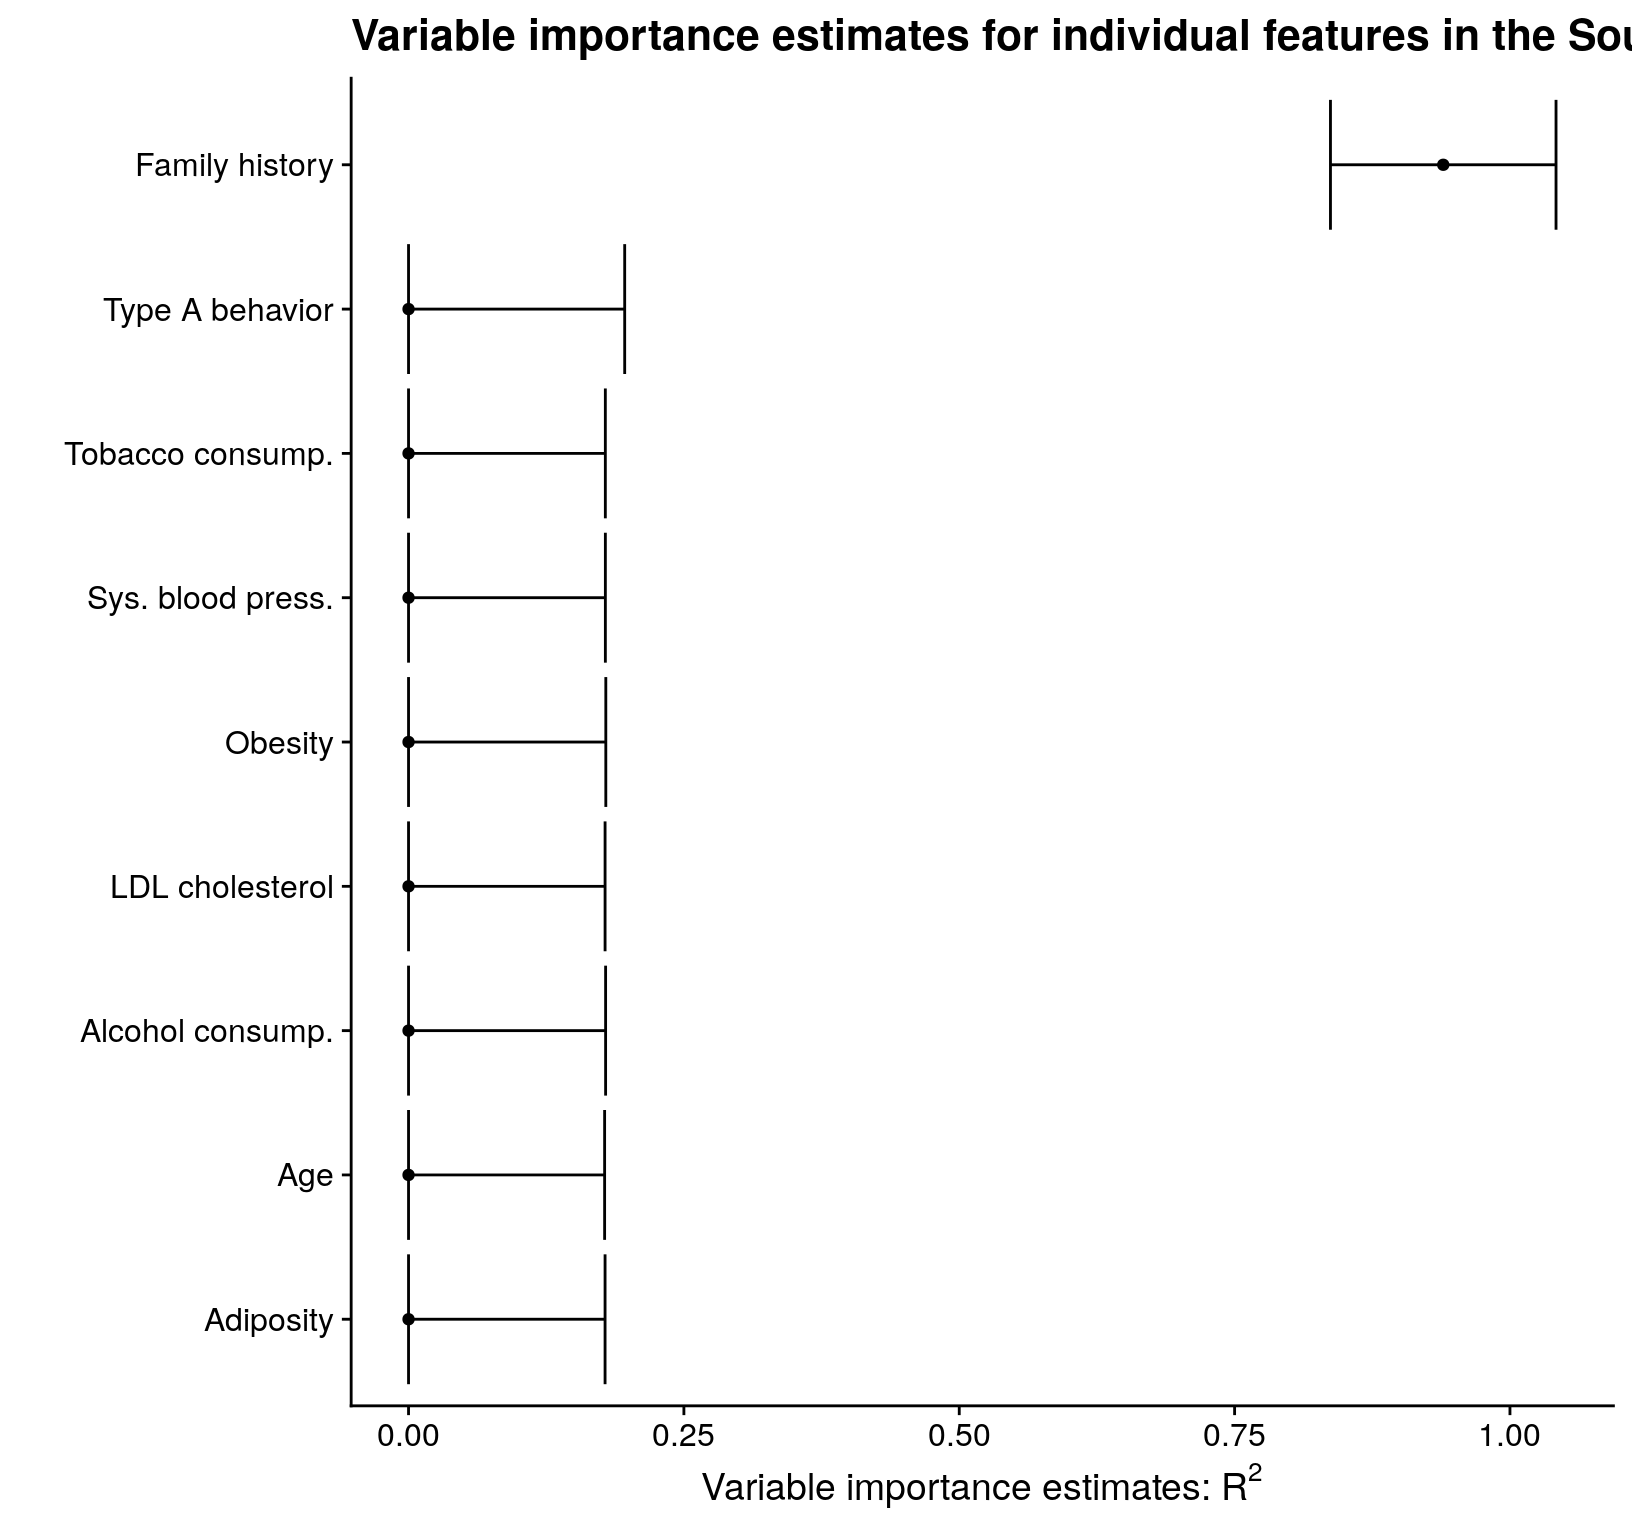 Variable importance estimates for individual features in the Sou
Family history
Type A behavior
Tobacco consump.
Sys. blood press.
Obesity
LDL cholesterol
Alcohol consump.
Age
Adiposity
0.00 0.25 0.50 0.75 1.00
Variable importance estimates: R²